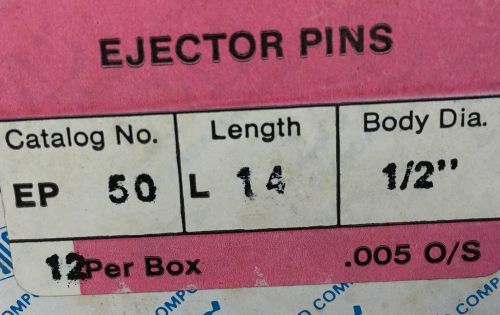 EJECTOR PINS
Catalog No. Length Body Dia.
EP 50 L 14 1/2"
12 Per Box .005 O/S